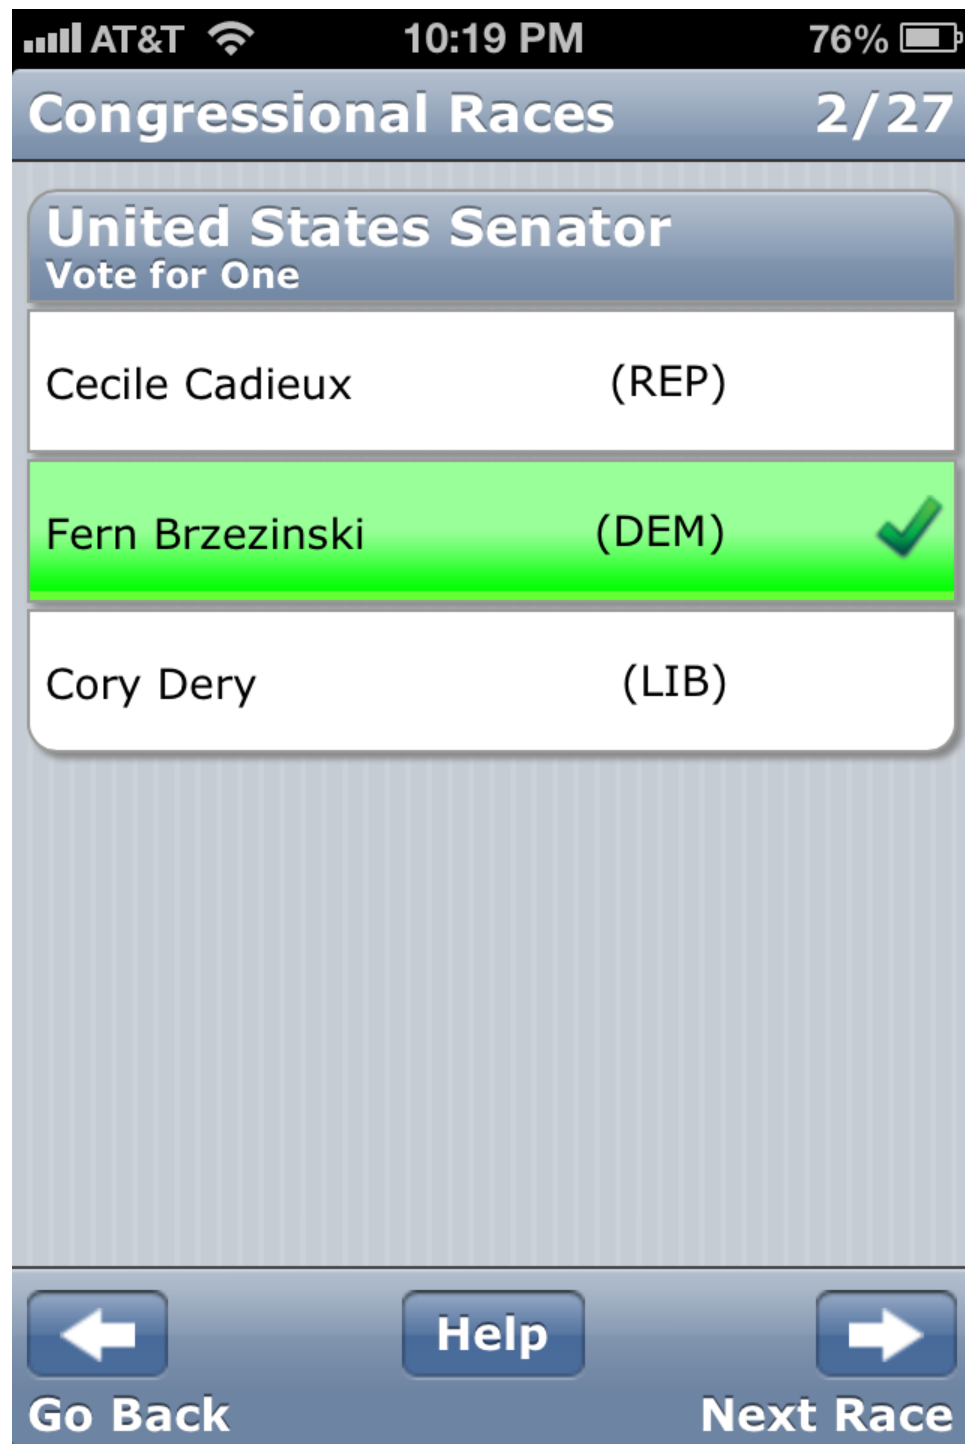 AT&T 10:19 PM 76%
Congressional Races 2/27
United States Senator
Vote for One
Cecile Cadieux (REP)
Fern Brzezinski (DEM)
Cory Dery (LIB)
Help
Go Back Next Race